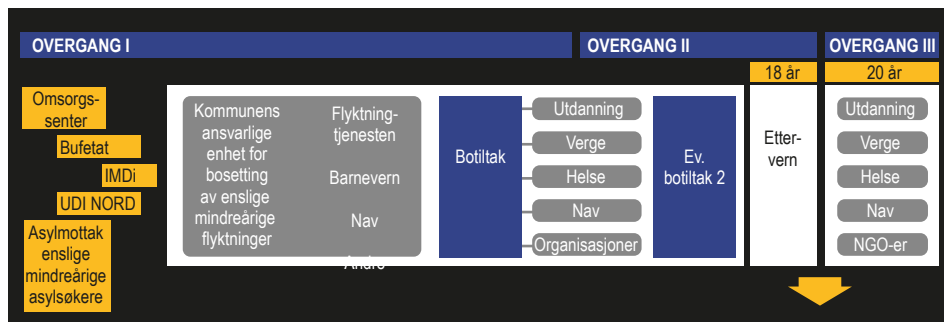 OVERGANG I
OVERGANG II
OVERGANG III
18 år
20 år
Omsorgs-
senter
Bufetat
IMDi
UDI NORD
Asylmottak
enslige
mindreårige
asylsøkere
Kommunens
ansvarlige
enhet for
bosetting
av enslige
mindreårige
flyktninger
Flyktning-
tjenesten
Barnevern
Nav
Andre
Botiltak
Utdanning
Verge
Helse
Nav
Organisasjoner
Ev.
botiltak 2
Etter-
vern
Utdanning
Verge
Helse
Nav
NGO-er